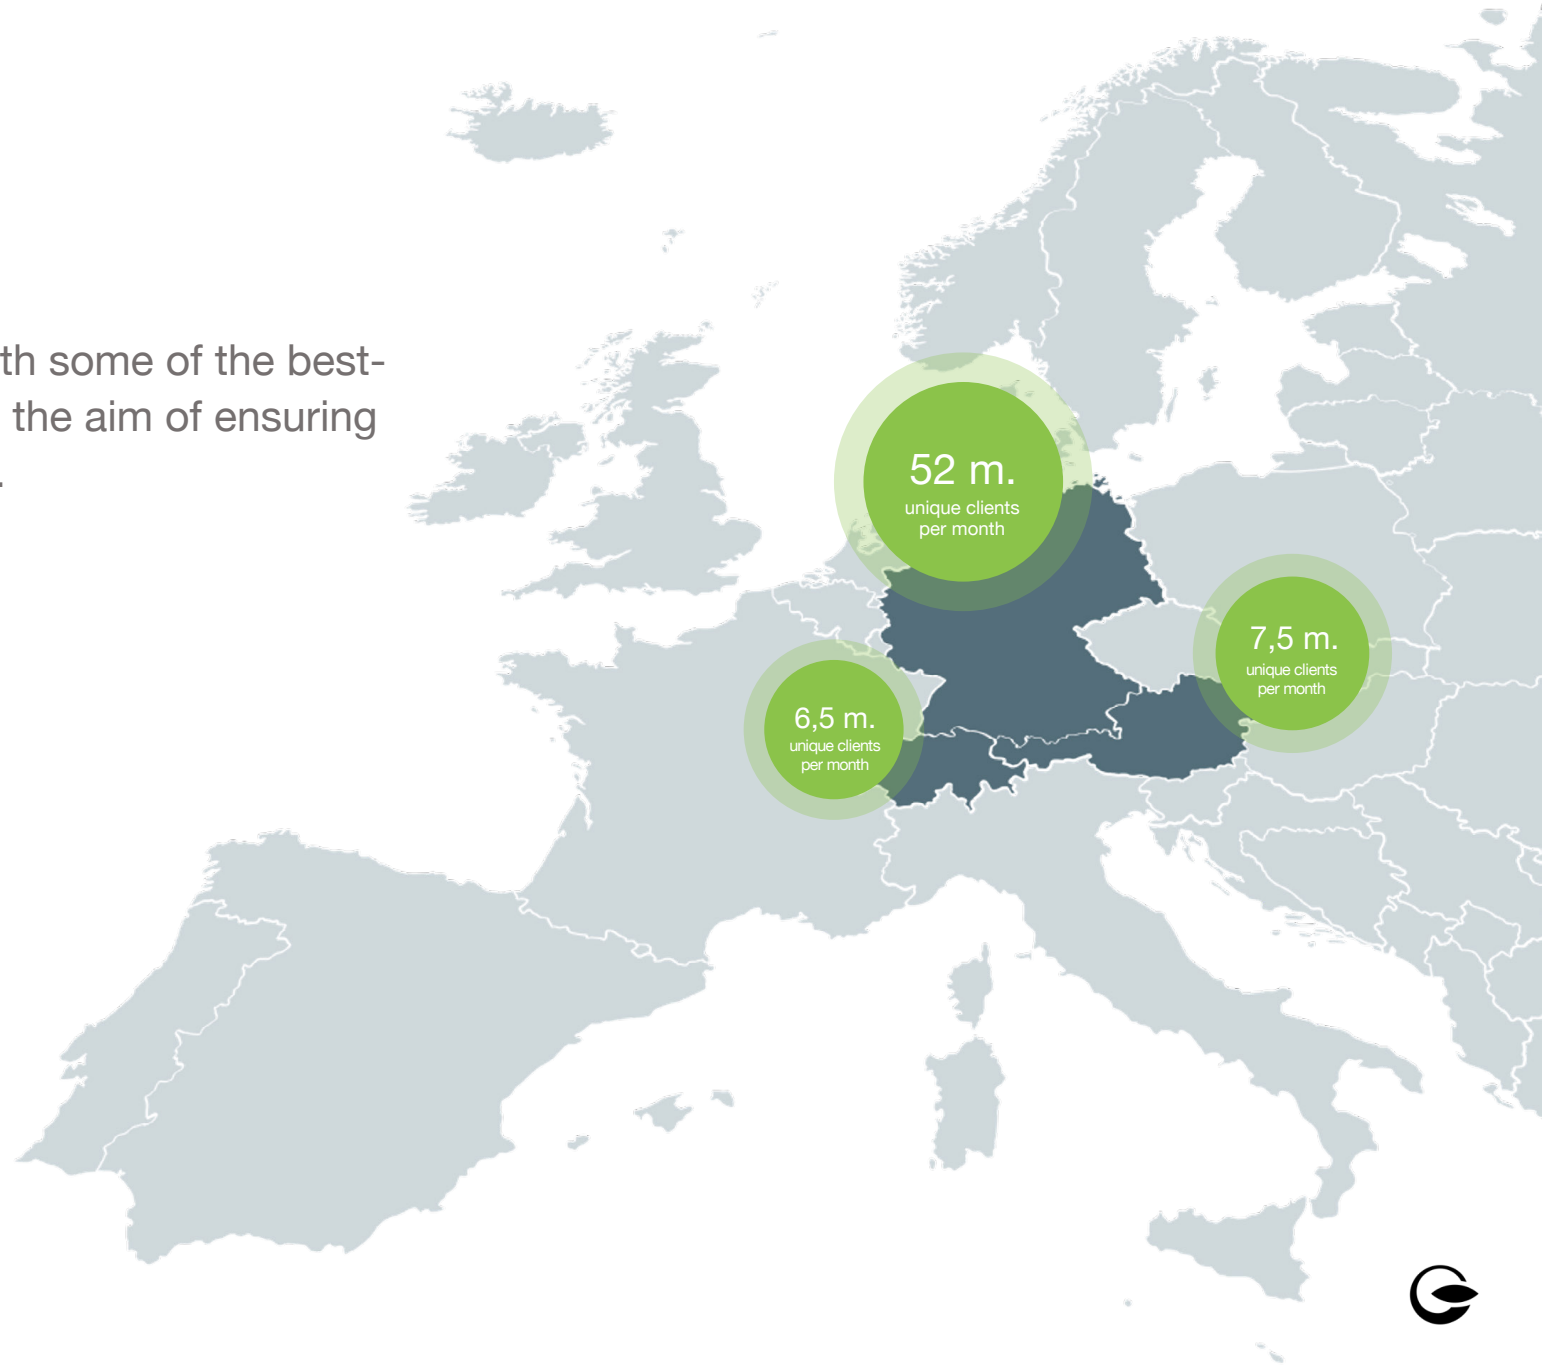 th some of the best-
the aim of ensuring
.
52 m.
unique clients
per month
7,5 m.
unique clients
per month
6,5 m.
unique clients
per month